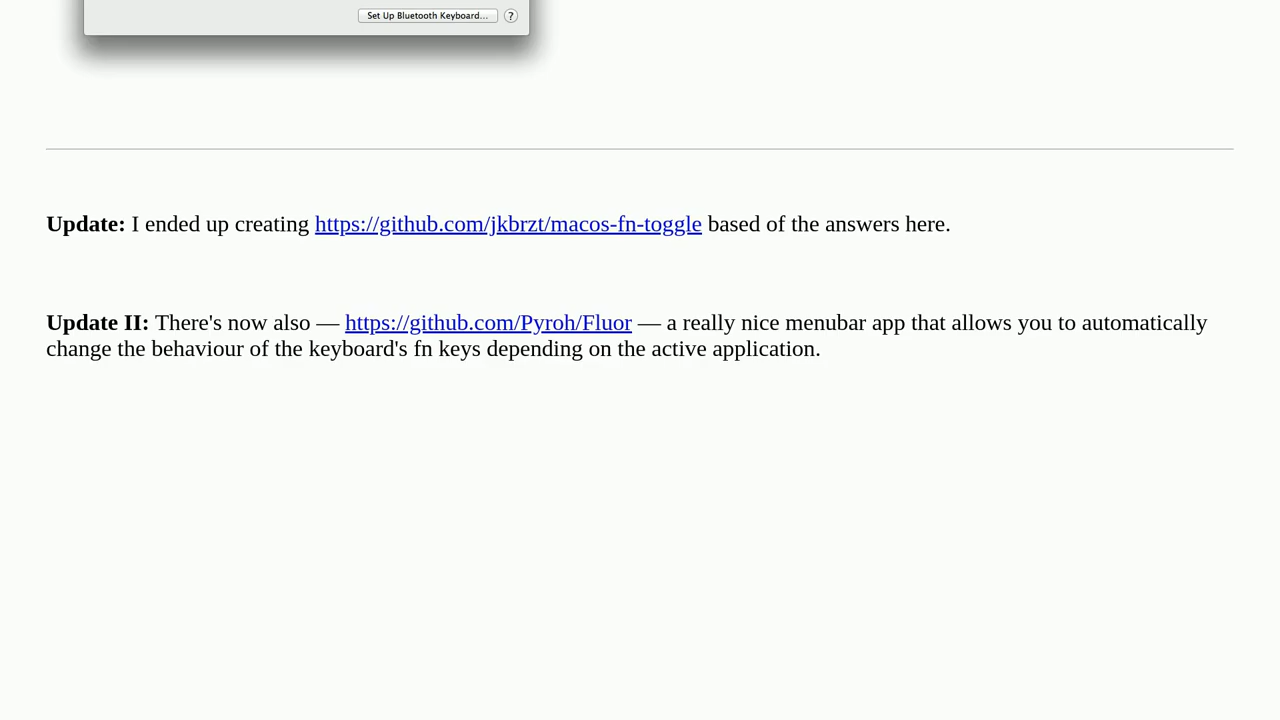 Set Up Bluetooth Keyboard... ?
Update: I ended up creating https://github.com/jkbrzt/macos-fn-toggle based of the answers here.
Update II: There's now also — https://github.com/Pyroh/Fluor — a really nice menubar app that allows you to automatically
change the behaviour of the keyboard's fn keys depending on the active application.